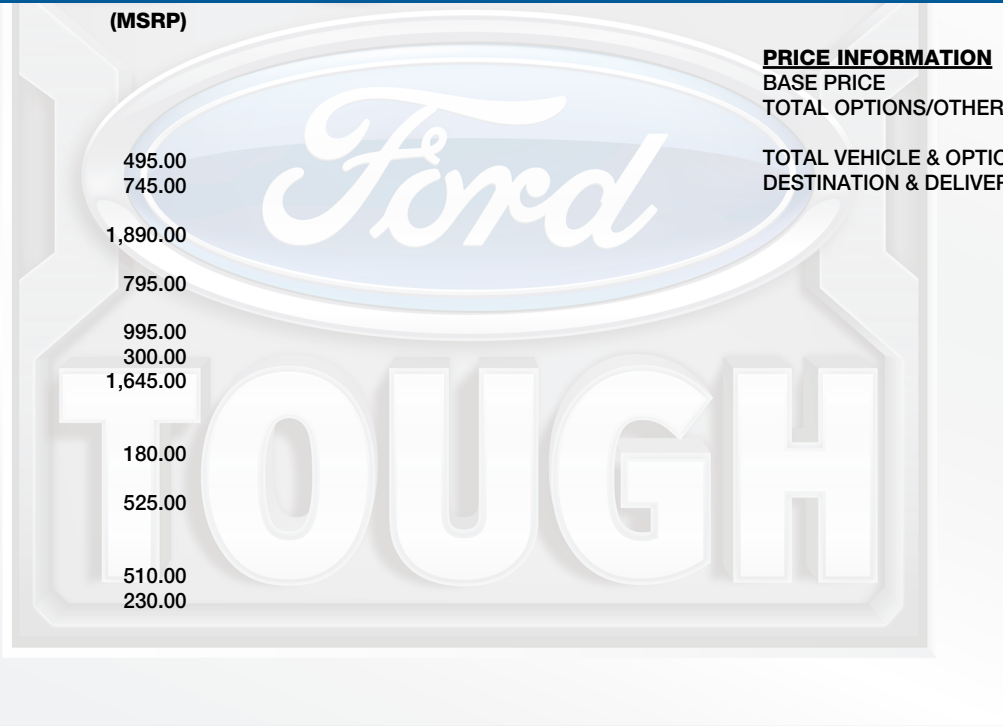 (MSRP)
495.00
745.00
1,890.00
795.00
995.00
300.00
1,645.00
180.00
525.00
510.00
230.00
PRICE INFORMATION
BASE PRICE
TOTAL OPTIONS/OTHER
TOTAL VEHICLE & OPTIO
DESTINATION & DELIVER
Ford
TOUGH